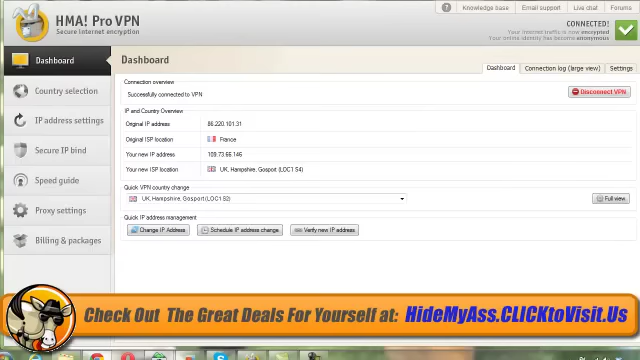 Knowledge base
Email support
Live chat
Forums
HMA! Pro VPN
Secure internet encryption
CONNECTED!
Your internet traffic is now encrypted
Your online identity has become anonymous
Dashboard
Country selection
IP address settings
Secure IP bind
Speed guide
Proxy settings
Billing & packages
Dashboard
Dashboard
Connection log (large view)
Settings
Connection overview
Successfully connected to VPN
Disconnect VPN
IP and Country Overview
Original IP address 86.220.101.31
Original ISP location France
Your new IP address 109.73.66.146
Your new ISP location UK, Hampshire, Gosport (LOC1 S4)
Quick VPN country change
UK, Hampshire, Gosport (LOC1 S2)
Full view
Quick IP address management
Change IP Address
Schedule IP address change
Verify new IP address
Check Out The Great Deals For Yourself at: HideMyAss.CLICKtoVisit.Us